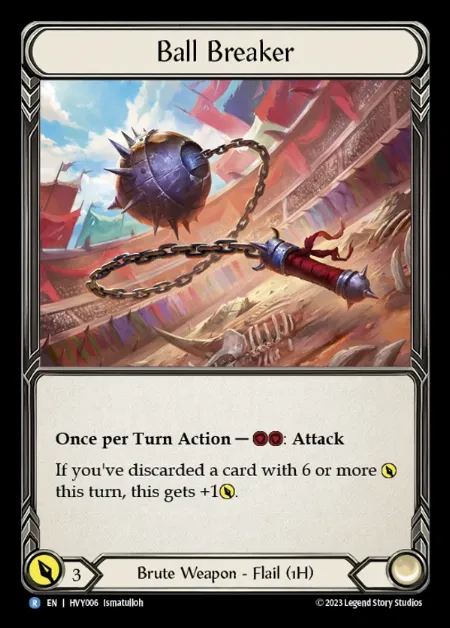 Ball Breaker
Once per Turn Action — : Attack
If you've discarded a card with 6 or more
this turn, this gets +1.
3
Brute Weapon - Flail (1H)
R EN | HVY006 Ismatulloh
© 2023 Legend Story Studios